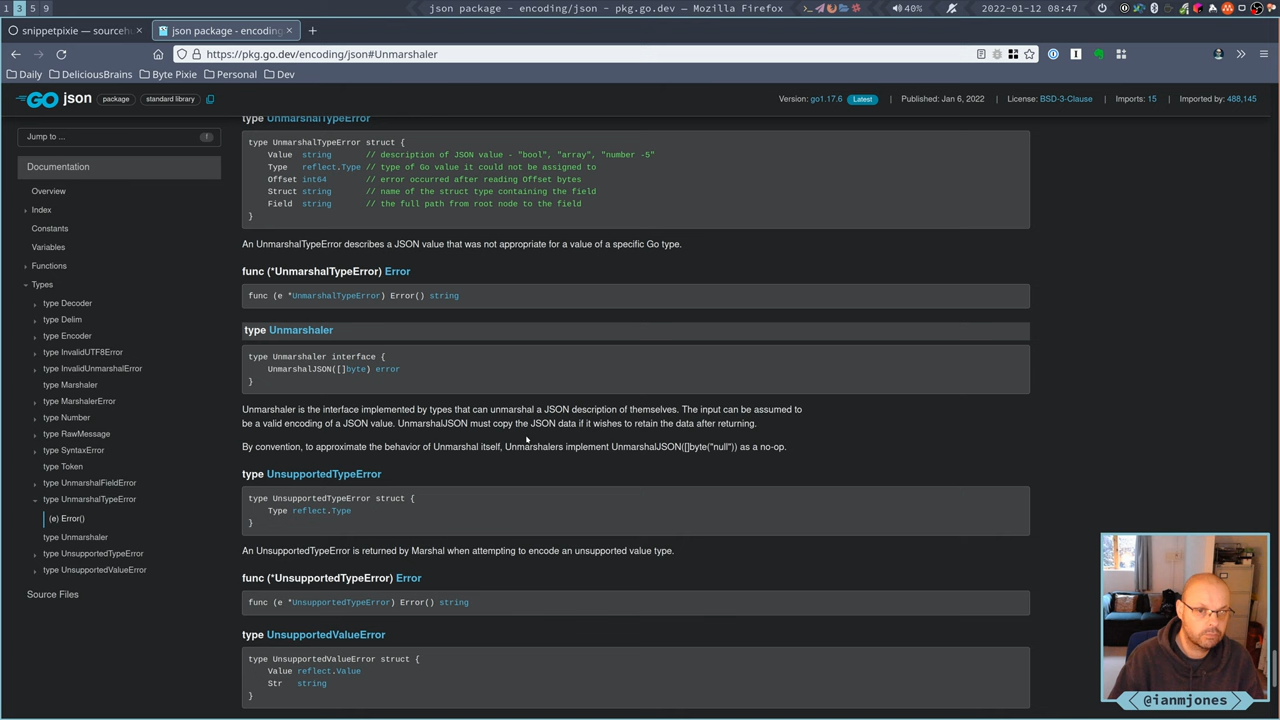 1 3 5 9
json package - encoding/json - pkg.go.dev — Mozilla Firefox
40%
2022-01-12 08:47
snippetpixie — sourcehu
json package - encoding/
https://pkg.go.dev/encoding/json#Unmarshaler
Daily
DeliciousBrains
Byte Pixie
Personal
Dev
GO json
package
standard library
Version: go1.17.6 Latest
Published: Jan 6, 2022
License: BSD-3-Clause
Imports: 15
Imported by: 488,145
Jump to ...
f
Documentation
Overview
Index
Constants
Variables
Functions
Types
type Decoder
type Delim
type Encoder
type InvalidUTF8Error
type InvalidUnmarshalError
type Marshaler
type MarshalerError
type Number
type RawMessage
type SyntaxError
type Token
type UnmarshalFieldError
type UnmarshalTypeError
(e) Error()
type Unmarshaler
type UnsupportedTypeError
type UnsupportedValueError
Source Files
type UnmarshalTypeError
type UnmarshalTypeError struct {
Value string // description of JSON value - "bool", "array", "number -5"
Type reflect.Type // type of Go value it could not be assigned to
Offset int64 // error occurred after reading Offset bytes
Struct string // name of the struct type containing the field
Field string // the full path from root node to the field
}
An UnmarshalTypeError describes a JSON value that was not appropriate for a value of a specific Go type.
func (*UnmarshalTypeError) Error
func (e *UnmarshalTypeError) Error() string
type Unmarshaler
type Unmarshaler interface {
UnmarshalJSON([]byte) error
}
Unmarshaler is the interface implemented by types that can unmarshal a JSON description of themselves. The input can be assumed to
be a valid encoding of a JSON value. UnmarshalJSON must copy the JSON data if it wishes to retain the data after returning.
By convention, to approximate the behavior of Unmarshal itself, Unmarshalers implement UnmarshalJSON([]byte("null")) as a no-op.
type UnsupportedTypeError
type UnsupportedTypeError struct {
Type reflect.Type
}
An UnsupportedTypeError is returned by Marshal when attempting to encode an unsupported value type.
func (*UnsupportedTypeError) Error
func (e *UnsupportedTypeError) Error() string
type UnsupportedValueError
type UnsupportedValueError struct {
Value reflect.Value
Str string
}
@ianmjones